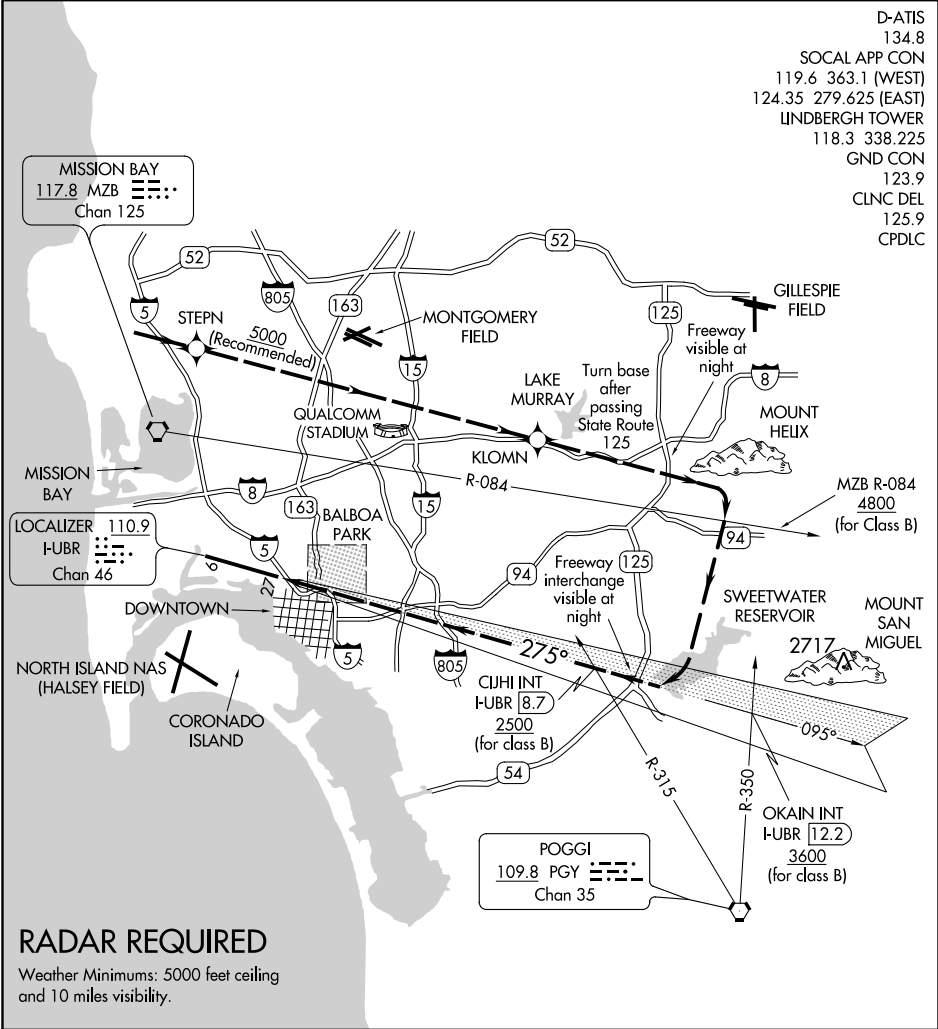 D-ATIS
134.8
SOCAL APP CON
119.6 363.1 (WEST)
124.35 279.625 (EAST)
LINDBERGH TOWER
118.3 338.225
GND CON
123.9
CLNC DEL
125.9
CPDLC
MISSION BAY
117.8 MZB
Chan 125
52
52
5
805
163
125
GILLESPIE
FIELD
STEPN
5000
(Recommended)
MONTGOMERY
FIELD
15
Freeway
visible at
night
8
LAKE
MURRAY
Turn base
after
passing
State Route
125
MOUNT
HELIX
QUALCOMM
STADIUM
KLOMN
R-084
MISSION
BAY
8
163
15
MZB R-084
4800
(for Class B)
94
LOCALIZER 110.9
I-UBR
Chan 46
5
BALBOA
PARK
9
27
94
Freeway
interchange
visible at
night
125
DOWNTOWN
SWEETWATER
RESERVOIR
MOUNT
SAN
MIGUEL
2717
5
805
275°
NORTH ISLAND NAS
(HALSEY FIELD)
CORONADO
ISLAND
CIJHI INT
I-UBR 8.7
2500
(for class B)
095°
54
R-315
R-350
OKAIN INT
I-UBR 12.2
3600
(for class B)
POGGI
109.8 PGY
Chan 35
RADAR REQUIRED
Weather Minimums: 5000 feet ceiling
and 10 miles visibility.